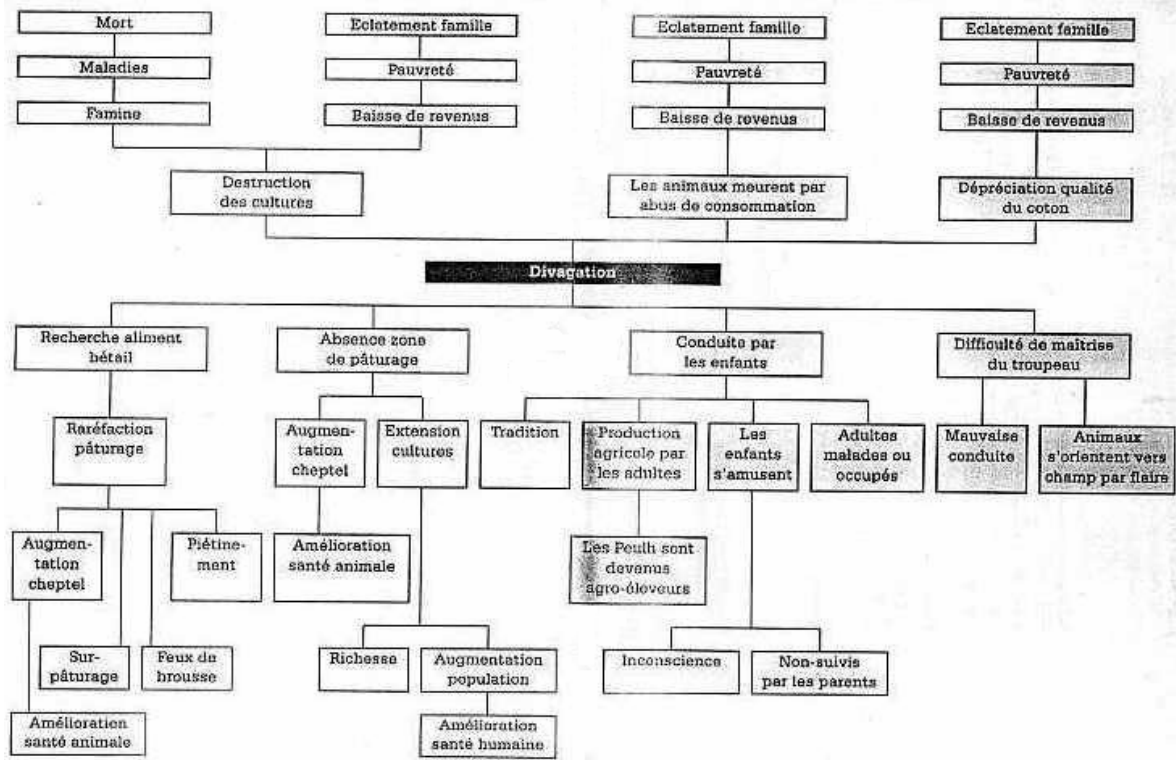 Mort
Eclatement famille
Eclatement famille
Eclatement famille
Maladies
Pauvreté
Pauvreté
Pauvreté
Famine
Baisse de revenus
Baisse de revenus
Baisse de revenus
Destruction
des cultures
Les animaux meurent par
abus de consommation
Dépréciation qualité
du coton
Divagation
Recherche aliment
bétail
Absence zone
de pâturage
Conduite par
les enfants
Difficulté de maîtrise
du troupeau
Raréfaction
pâturage
Augmen-
tation
cheptel
Extension
cultures
Tradition
Production
agricole par
les adultes
Les
enfants
s'amusent
Adultes
malades ou
occupés
Mauvaise
conduite
Animaux
s'orientent vers
champ par flaire
Augmen-
tation
cheptel
Piétine-
ment
Amélioration
santé animale
Les Peulh sont
devenus
agro-éleveurs
Sur-
pâturage
Feux de
brousse
Richesse
Augmentation
population
Inconscience
Non-suivis
par les parents
Amélioration
santé animale
Amélioration
santé humaine